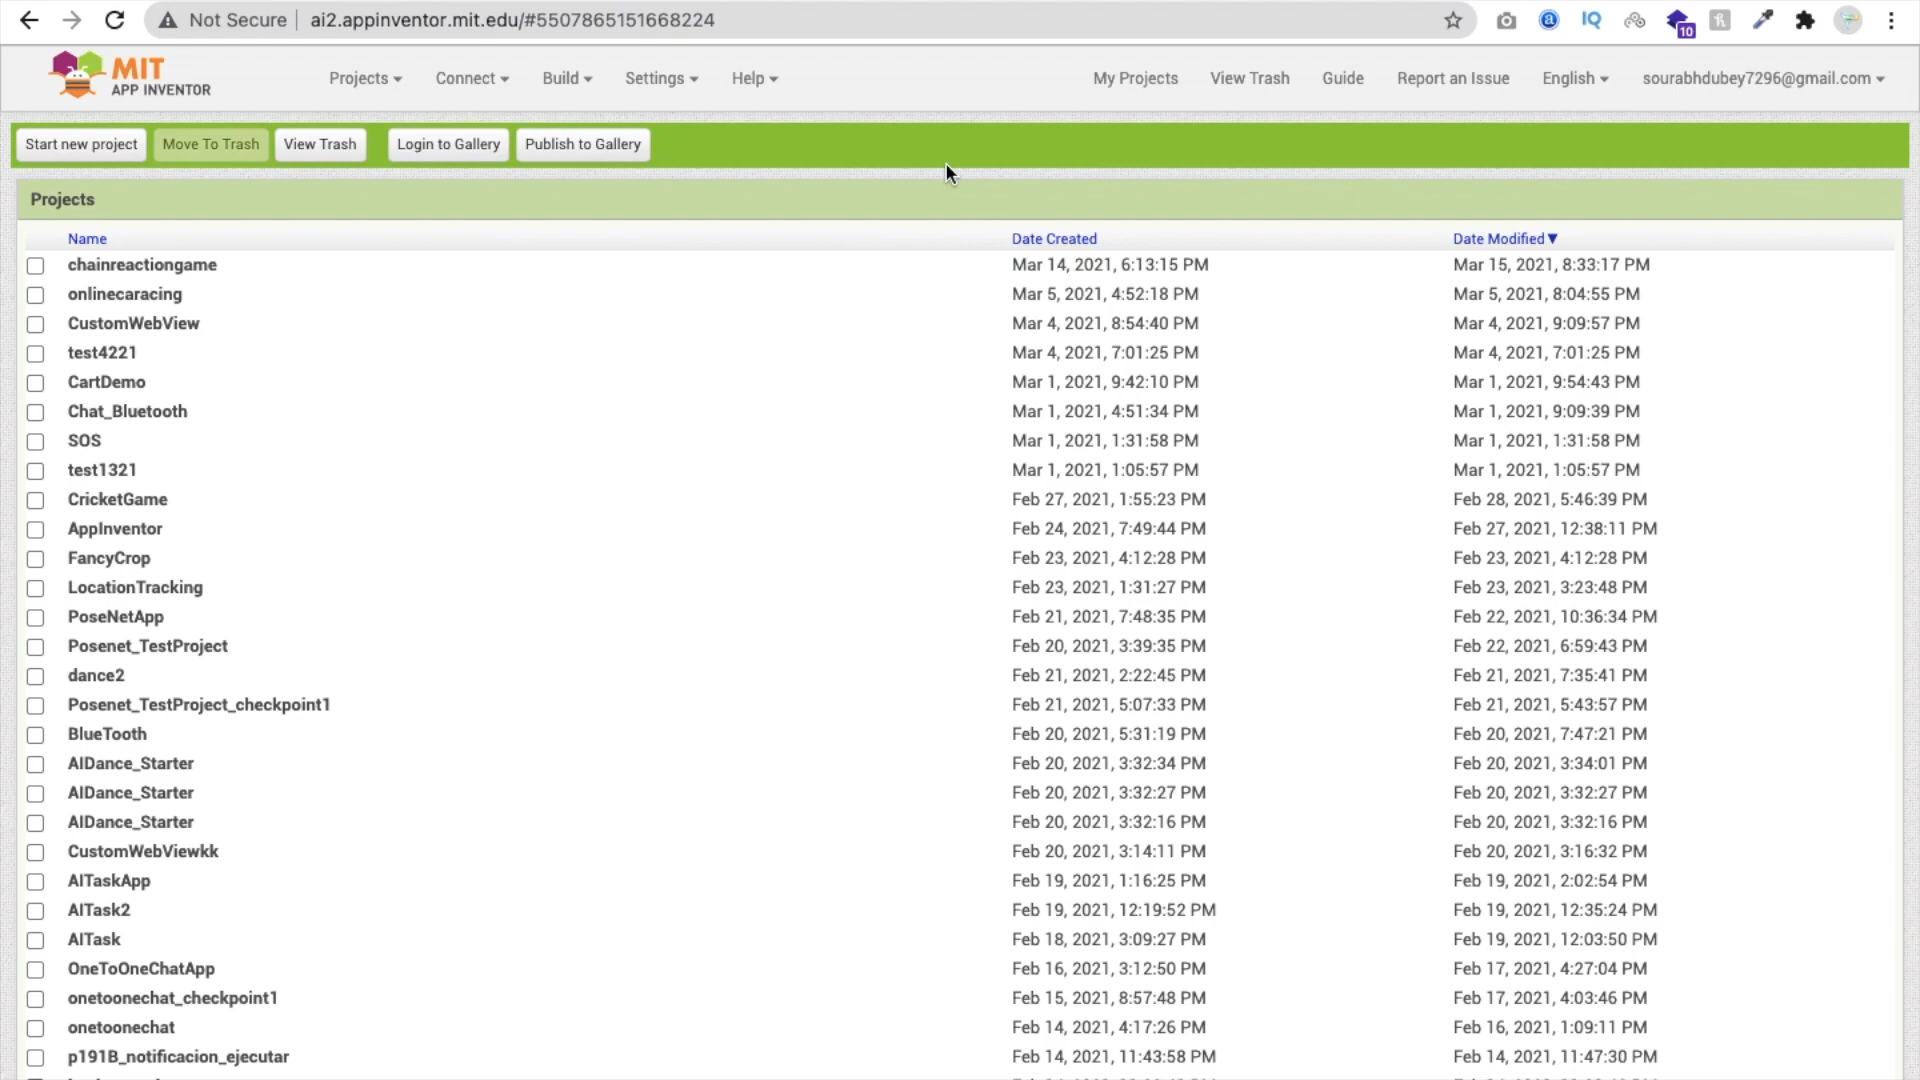 Not Secure | ai2.appinventor.mit.edu/#5507865151668224
10
MIT
APP INVENTOR
Projects Connect Build Settings Help My Projects View Trash Guide Report an Issue English sourabhdubey7296@gmail.com
Start new project Move To Trash View Trash Login to Gallery Publish to Gallery
Projects
Name Date Created Date Modified▼
chainreactiongame Mar 14, 2021, 6:13:15 PM Mar 15, 2021, 8:33:17 PM
onlinecaracing Mar 5, 2021, 4:52:18 PM Mar 5, 2021, 8:04:55 PM
CustomWebView Mar 4, 2021, 8:54:40 PM Mar 4, 2021, 9:09:57 PM
test4221 Mar 4, 2021, 7:01:25 PM Mar 4, 2021, 7:01:25 PM
CartDemo Mar 1, 2021, 9:42:10 PM Mar 1, 2021, 9:54:43 PM
Chat_Bluetooth Mar 1, 2021, 4:51:34 PM Mar 1, 2021, 9:09:39 PM
SOS Mar 1, 2021, 1:31:58 PM Mar 1, 2021, 1:31:58 PM
test1321 Mar 1, 2021, 1:05:57 PM Mar 1, 2021, 1:05:57 PM
CricketGame Feb 27, 2021, 1:55:23 PM Feb 28, 2021, 5:46:39 PM
AppInventor Feb 24, 2021, 7:49:44 PM Feb 27, 2021, 12:38:11 PM
FancyCrop Feb 23, 2021, 4:12:28 PM Feb 23, 2021, 4:12:28 PM
LocationTracking Feb 23, 2021, 1:31:27 PM Feb 23, 2021, 3:23:48 PM
PoseNetApp Feb 21, 2021, 7:48:35 PM Feb 22, 2021, 10:36:34 PM
Posenet_TestProject Feb 20, 2021, 3:39:35 PM Feb 22, 2021, 6:59:43 PM
dance2 Feb 21, 2021, 2:22:45 PM Feb 21, 2021, 7:35:41 PM
Posenet_TestProject_checkpoint1 Feb 21, 2021, 5:07:33 PM Feb 21, 2021, 5:43:57 PM
BlueTooth Feb 20, 2021, 5:31:19 PM Feb 20, 2021, 7:47:21 PM
AIDance_Starter Feb 20, 2021, 3:32:34 PM Feb 20, 2021, 3:34:01 PM
AIDance_Starter Feb 20, 2021, 3:32:27 PM Feb 20, 2021, 3:32:27 PM
AIDance_Starter Feb 20, 2021, 3:32:16 PM Feb 20, 2021, 3:32:16 PM
CustomWebViewkk Feb 20, 2021, 3:14:11 PM Feb 20, 2021, 3:16:32 PM
AITaskApp Feb 19, 2021, 1:16:25 PM Feb 19, 2021, 2:02:54 PM
AITask2 Feb 19, 2021, 12:19:52 PM Feb 19, 2021, 12:35:24 PM
AITask Feb 18, 2021, 3:09:27 PM Feb 19, 2021, 12:03:50 PM
OneToOneChatApp Feb 16, 2021, 3:12:50 PM Feb 17, 2021, 4:27:04 PM
onetoonechat_checkpoint1 Feb 15, 2021, 8:57:48 PM Feb 17, 2021, 4:03:46 PM
onetoonechat Feb 14, 2021, 4:17:26 PM Feb 16, 2021, 1:09:11 PM
p191B_notificacion_ejecutar Feb 14, 2021, 11:43:58 PM Feb 14, 2021, 11:47:30 PM